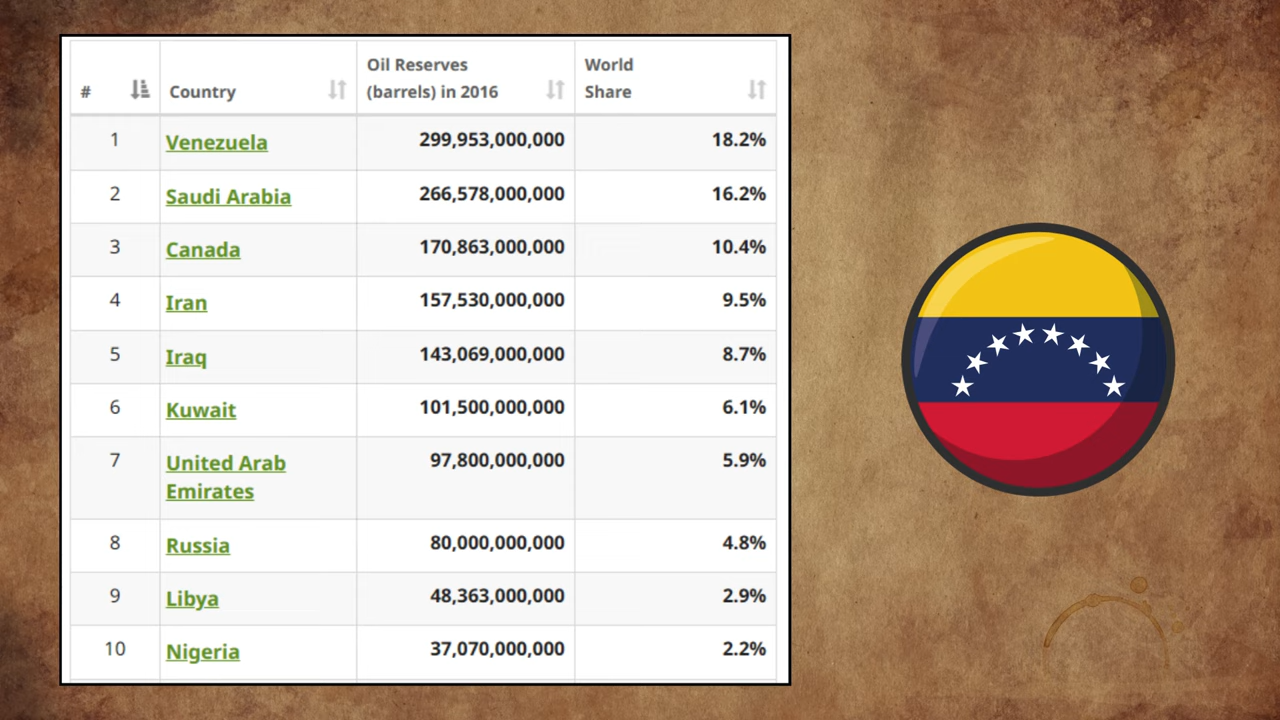 # Country Oil Reserves (barrels) in 2016 World Share
1 Venezuela 299,953,000,000 18.2%
2 Saudi Arabia 266,578,000,000 16.2%
3 Canada 170,863,000,000 10.4%
4 Iran 157,530,000,000 9.5%
5 Iraq 143,069,000,000 8.7%
6 Kuwait 101,500,000,000 6.1%
7 United Arab Emirates 97,800,000,000 5.9%
8 Russia 80,000,000,000 4.8%
9 Libya 48,363,000,000 2.9%
10 Nigeria 37,070,000,000 2.2%